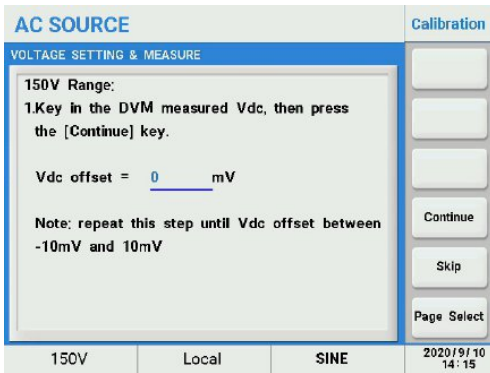 AC SOURCE
Calibration
VOLTAGE SETTING & MEASURE
150V Range:
1.Key in the DVM measured Vdc, then press
the [Continue] key.
Vdc offset = 0 mV
Note: repeat this step until Vdc offset between
-10mV and 10mV
Continue
Skip
Page Select
150V Local SINE
2020/9/10
14:15